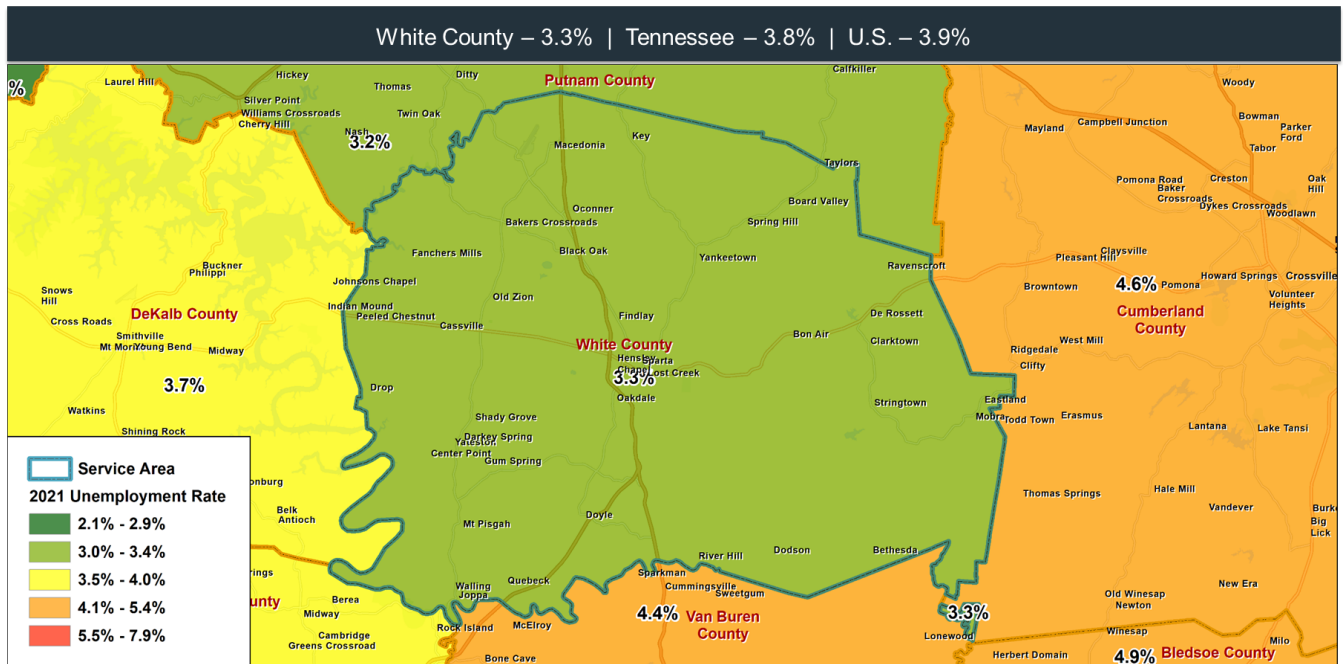 White County – 3.3% | Tennessee – 3.8% | U.S. – 3.9%
%
Laurel Hill
Hickey
Thomas
Ditty
Putnam County
Calfkiller
Woody
Silver Point
Williams Crossroads
Cherry Hill
Twin Oak
Nash
3.2%
Macedonia
Key
Taylors
Mayland
Campbell Junction
Bowman
Parker
Ford
Tabor
Pomona Road
Baker
Crossroads
Creston
Oak
Hill
Dykes Crossroads
Woodlawn
Board Valley
Spring Hill
Oconner
Bakers Crossroads
Black Oak
Fanchers Mills
Yankeetown
Ravenscroft
Claysville
Pleasant Hill
4.6%
Pomona
Howard Springs
Crossville
Volunteer
Heights
Browntown
Cumberland
County
Buckner
Philippi
Snows
Hill
DeKalb County
Cross Roads
Smithville
Young Bend
Midway
3.7%
Watkins
Shining Rock
Johnsons Chapel
Indian Mound
Peeled Chestnut
Old Zion
Cassville
Findlay
White County
Hensley
Chapel
Sparta
Lost Creek
3.3%
Oakdale
Bon Air
De Rossett
Clarktown
West Mill
Ridgedale
Clifty
Drop
Stringtown
Eastland
Todd Town
Erasmus
Lantana
Lake Tansi
Shady Grove
Darkey Spring
Yateston
Center Point
Gum Spring
Thomas Springs
Hale Mill
Vandever
Big
Lick
Service Area
2021 Unemployment Rate
2.1% - 2.9%
3.0% - 3.4%
3.5% - 4.0%
4.1% - 5.4%
5.5% - 7.9%
onburg
Belk
Antioch
rings
unty
Berea
Midway
Cambridge
Greens Crossroad
Mt Pisgah
Doyle
River Hill
Dodson
Bethesda
Walling
Joppa
Quebeck
Sparkman
Cummingsville
Sweetgum
Rock Island
McElroy
4.4%
Van Buren
County
Bone Cave
3.3%
Lonewood
New Era
Old Winesap
Newton
Winesap
Milo
Herbert Domain
4.9%
Bledsoe County